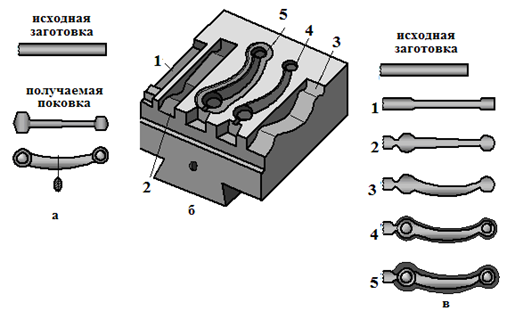 исходная
заготовка
получаемая
поковка
а
1
2
5
4
3
б
исходная
заготовка
1
2
3
4
5
в